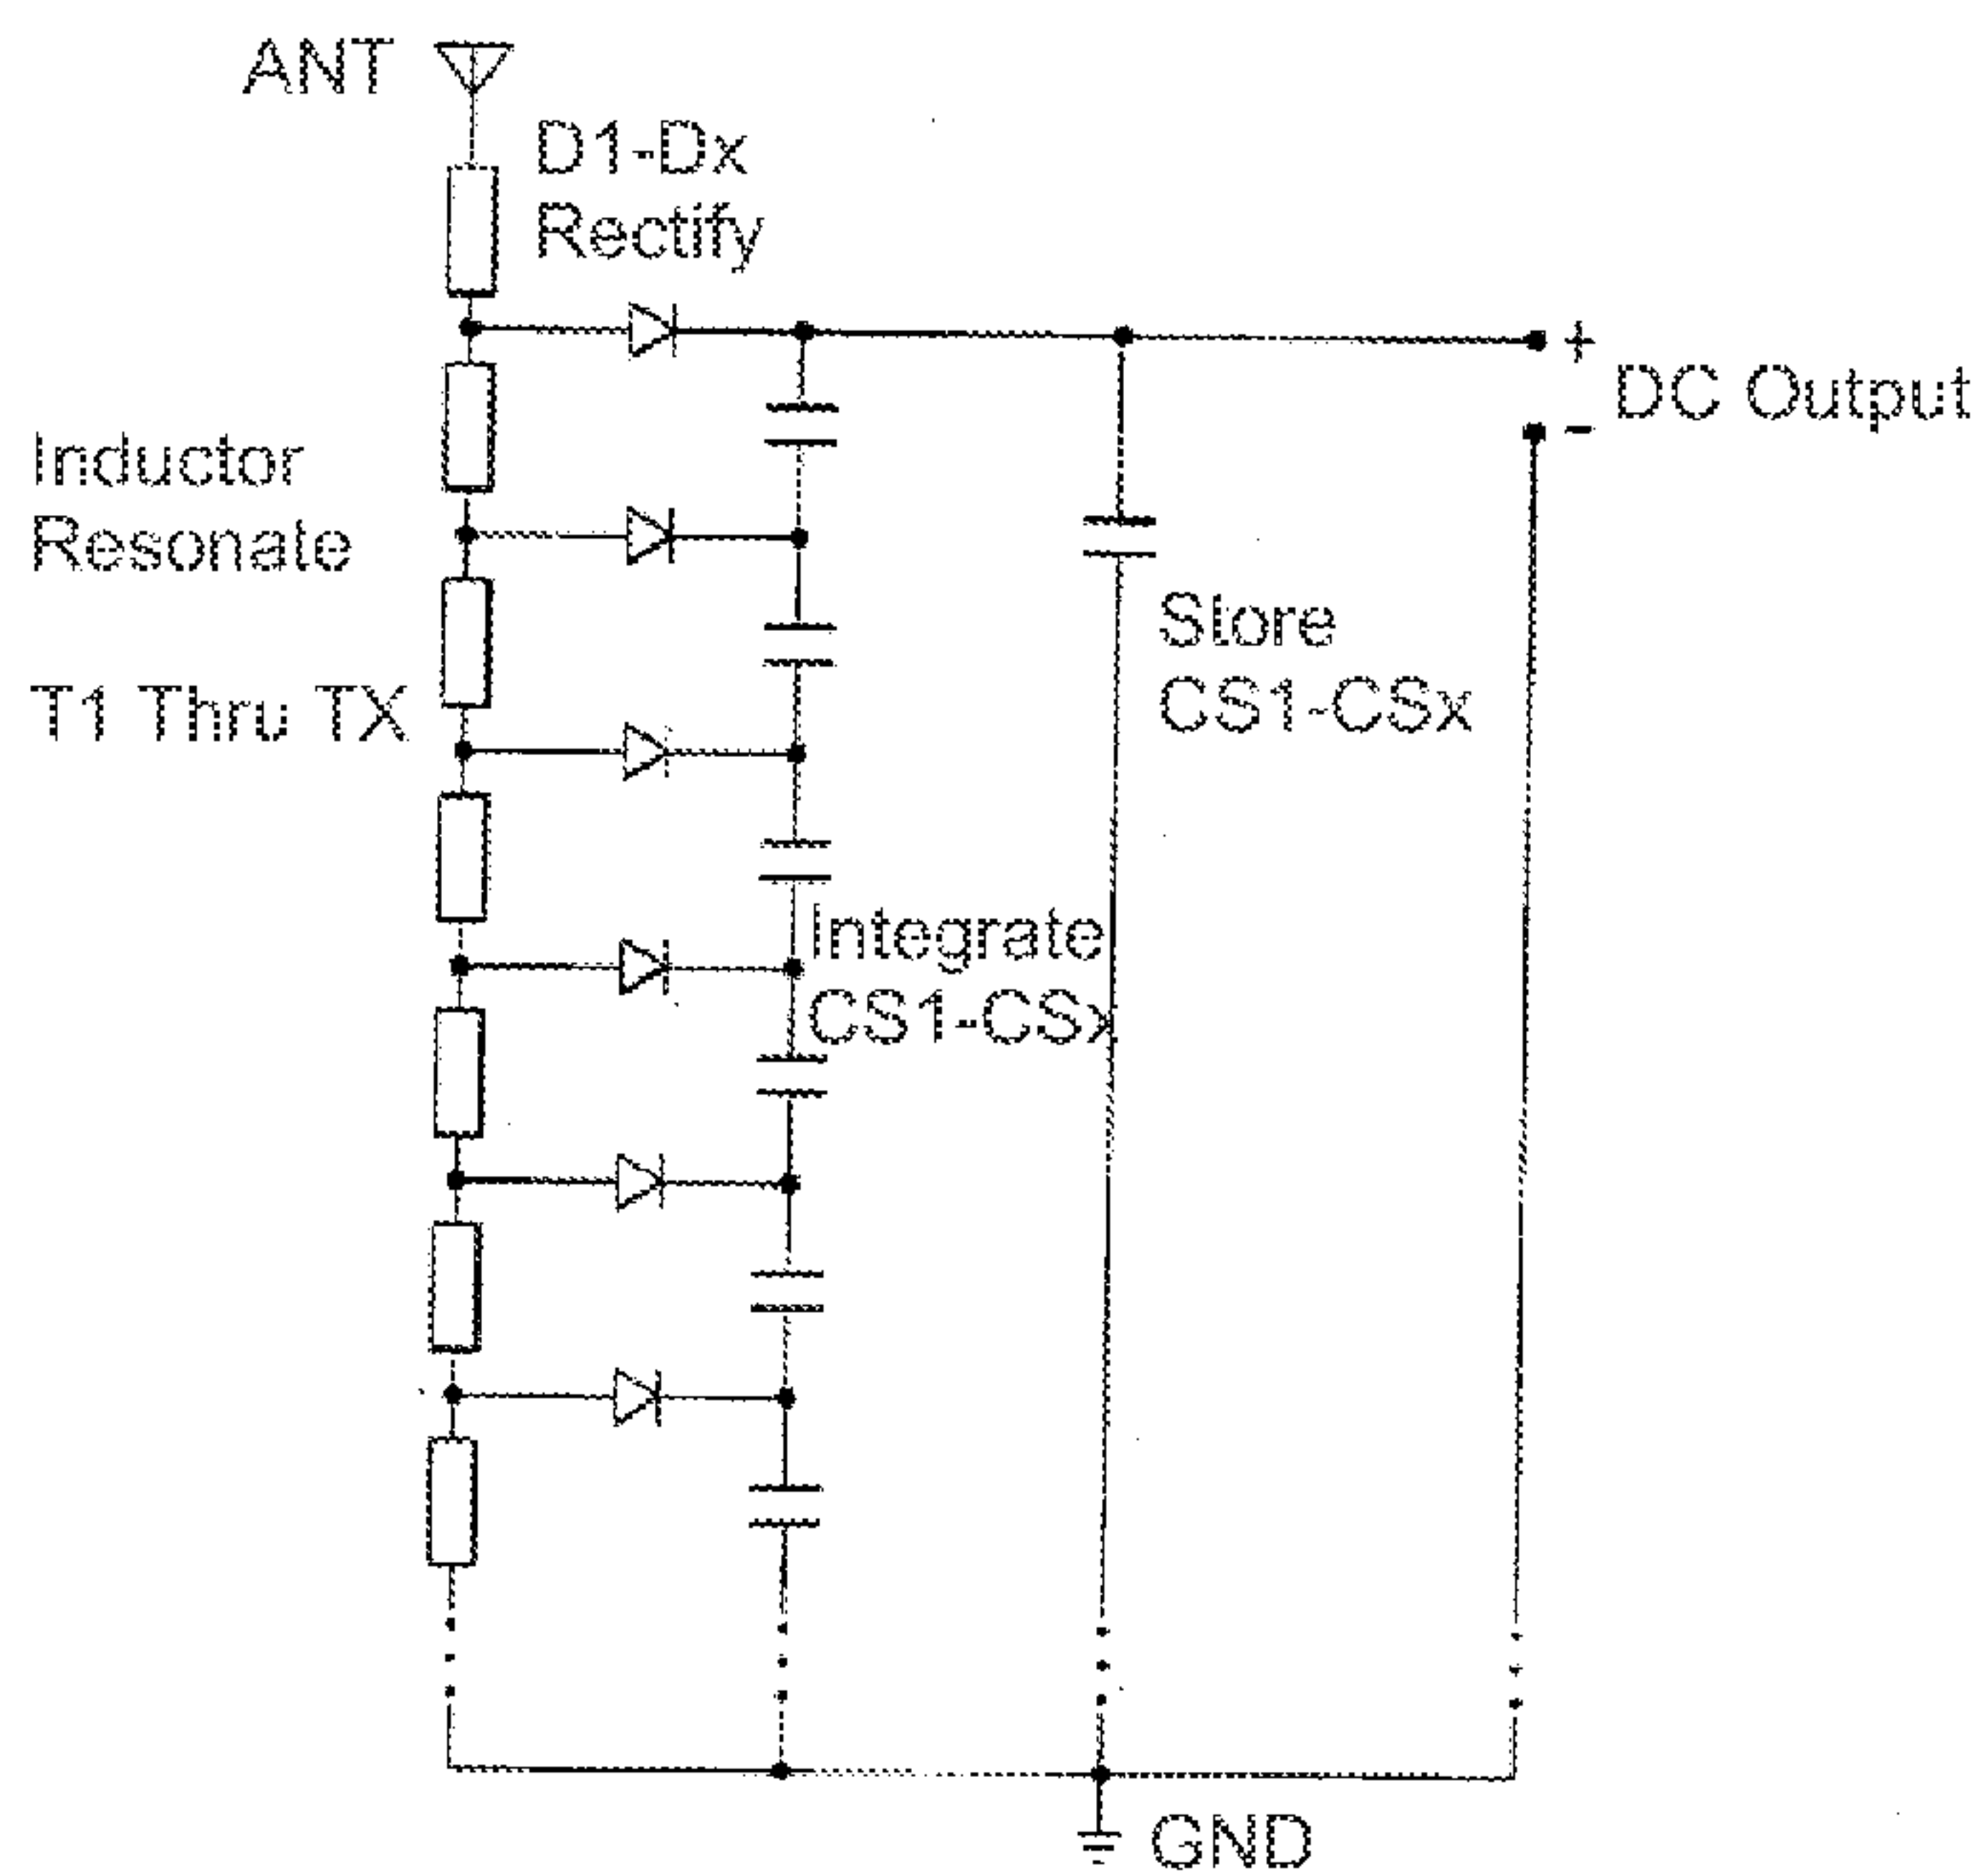 ANT
D1-Dx
Rectify
+
DC Output
-
Inductor
Resonate
Store
T1 Thru TX
CS1-CSx
Integrate
CS1-CSx
GND